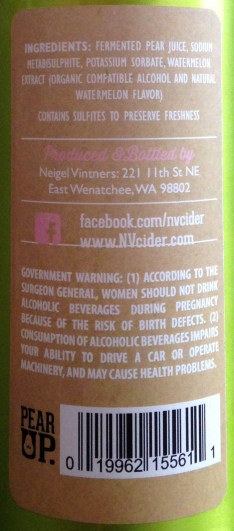 INGREDIENTS: FERMENTED PEAR JUICE, SODIUM
METABISULPHITE, POTASSIUM SORBATE, WATERMELON
EXTRACT (ORGANIC COMPATIBLE ALCOHOL AND NATURAL
WATERMELON FLAVOR)
CONTAINS SULFITES TO PRESERVE FRESHNESS
Produced & Bottled by
Neigel Vintners: 221 11th St NE
East Wenatchee, WA 98802
f
facebook.com/nvcider
www.NVcider.com
GOVERNMENT WARNING: (1) ACCORDING TO THE
SURGEON GENERAL, WOMEN SHOULD NOT DRINK
ALCOHOLIC BEVERAGES DURING PREGNANCY
BECAUSE OF THE RISK OF BIRTH DEFECTS. (2)
CONSUMPTION OF ALCOHOLIC BEVERAGES IMPAIRS
YOUR ABILITY TO DRIVE A CAR OR OPERATE
MACHINERY, AND MAY CAUSE HEALTH PROBLEMS.
PEAR
UP.
0 19962 15561 1